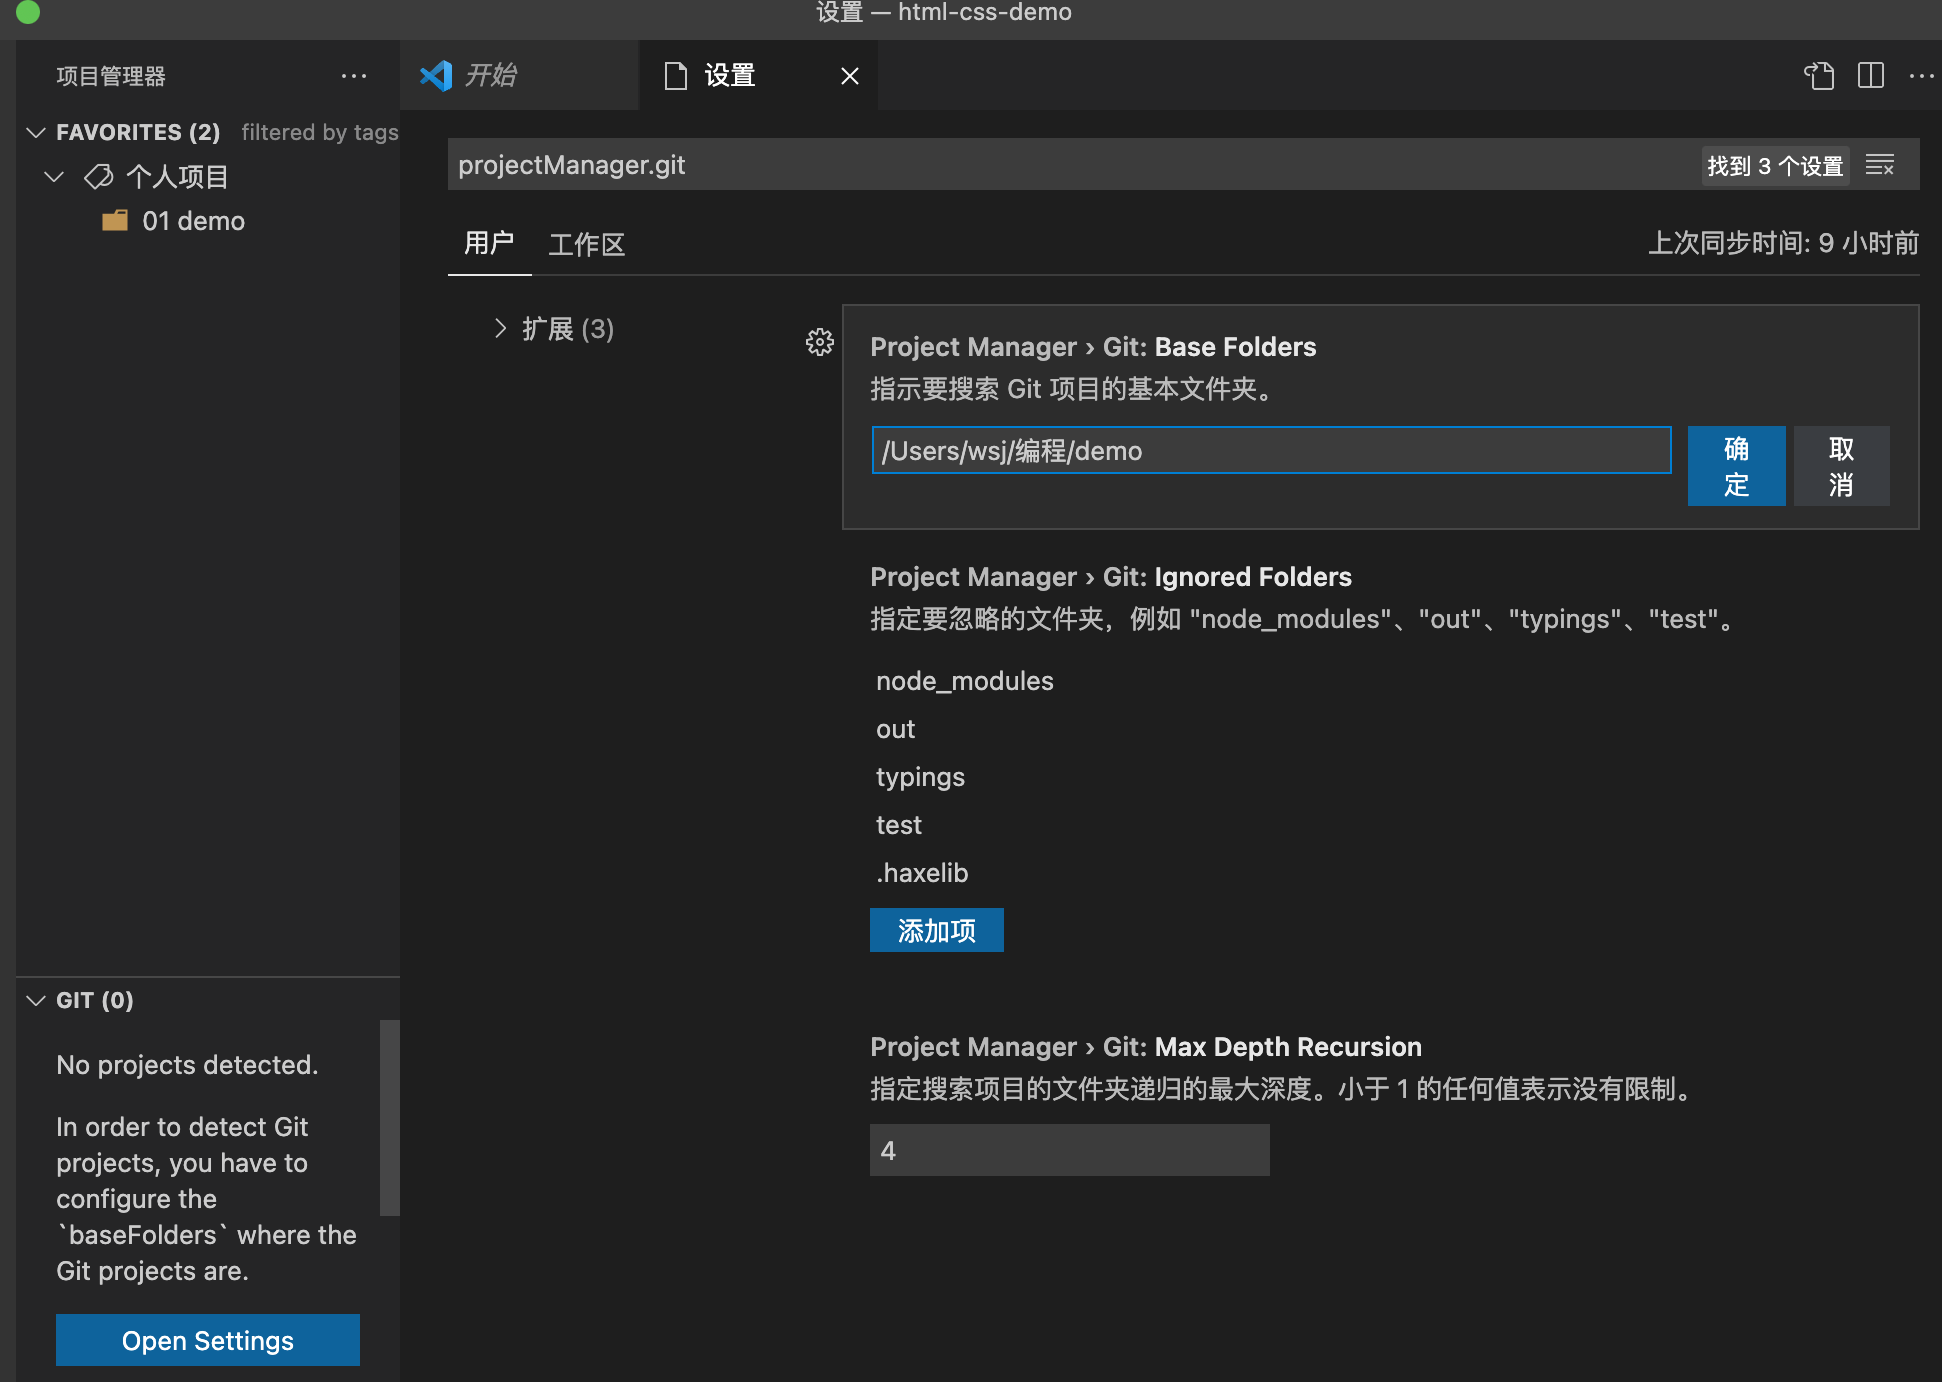 设置 — html-css-demo
项目管理器
FAVORITES (2) filtered by tags
个人项目
01 demo
GIT (0)
No projects detected.
In order to detect Git
projects, you have to
configure the
`baseFolders` where the
Git projects are.
Open Settings
开始
设置
projectManager.git
找到 3 个设置
用户 工作区
上次同步时间: 9 小时前
扩展 (3)
Project Manager › Git: Base Folders
指示要搜索 Git 项目的基本文件夹。
/Users/wsj/编程/demo
确定
取消
Project Manager › Git: Ignored Folders
指定要忽略的文件夹，例如 "node_modules"、"out"、"typings"、"test"。
node_modules
out
typings
test
.haxelib
添加项
Project Manager › Git: Max Depth Recursion
指定搜索项目的文件夹递归的最大深度。小于 1 的任何值表示没有限制。
4